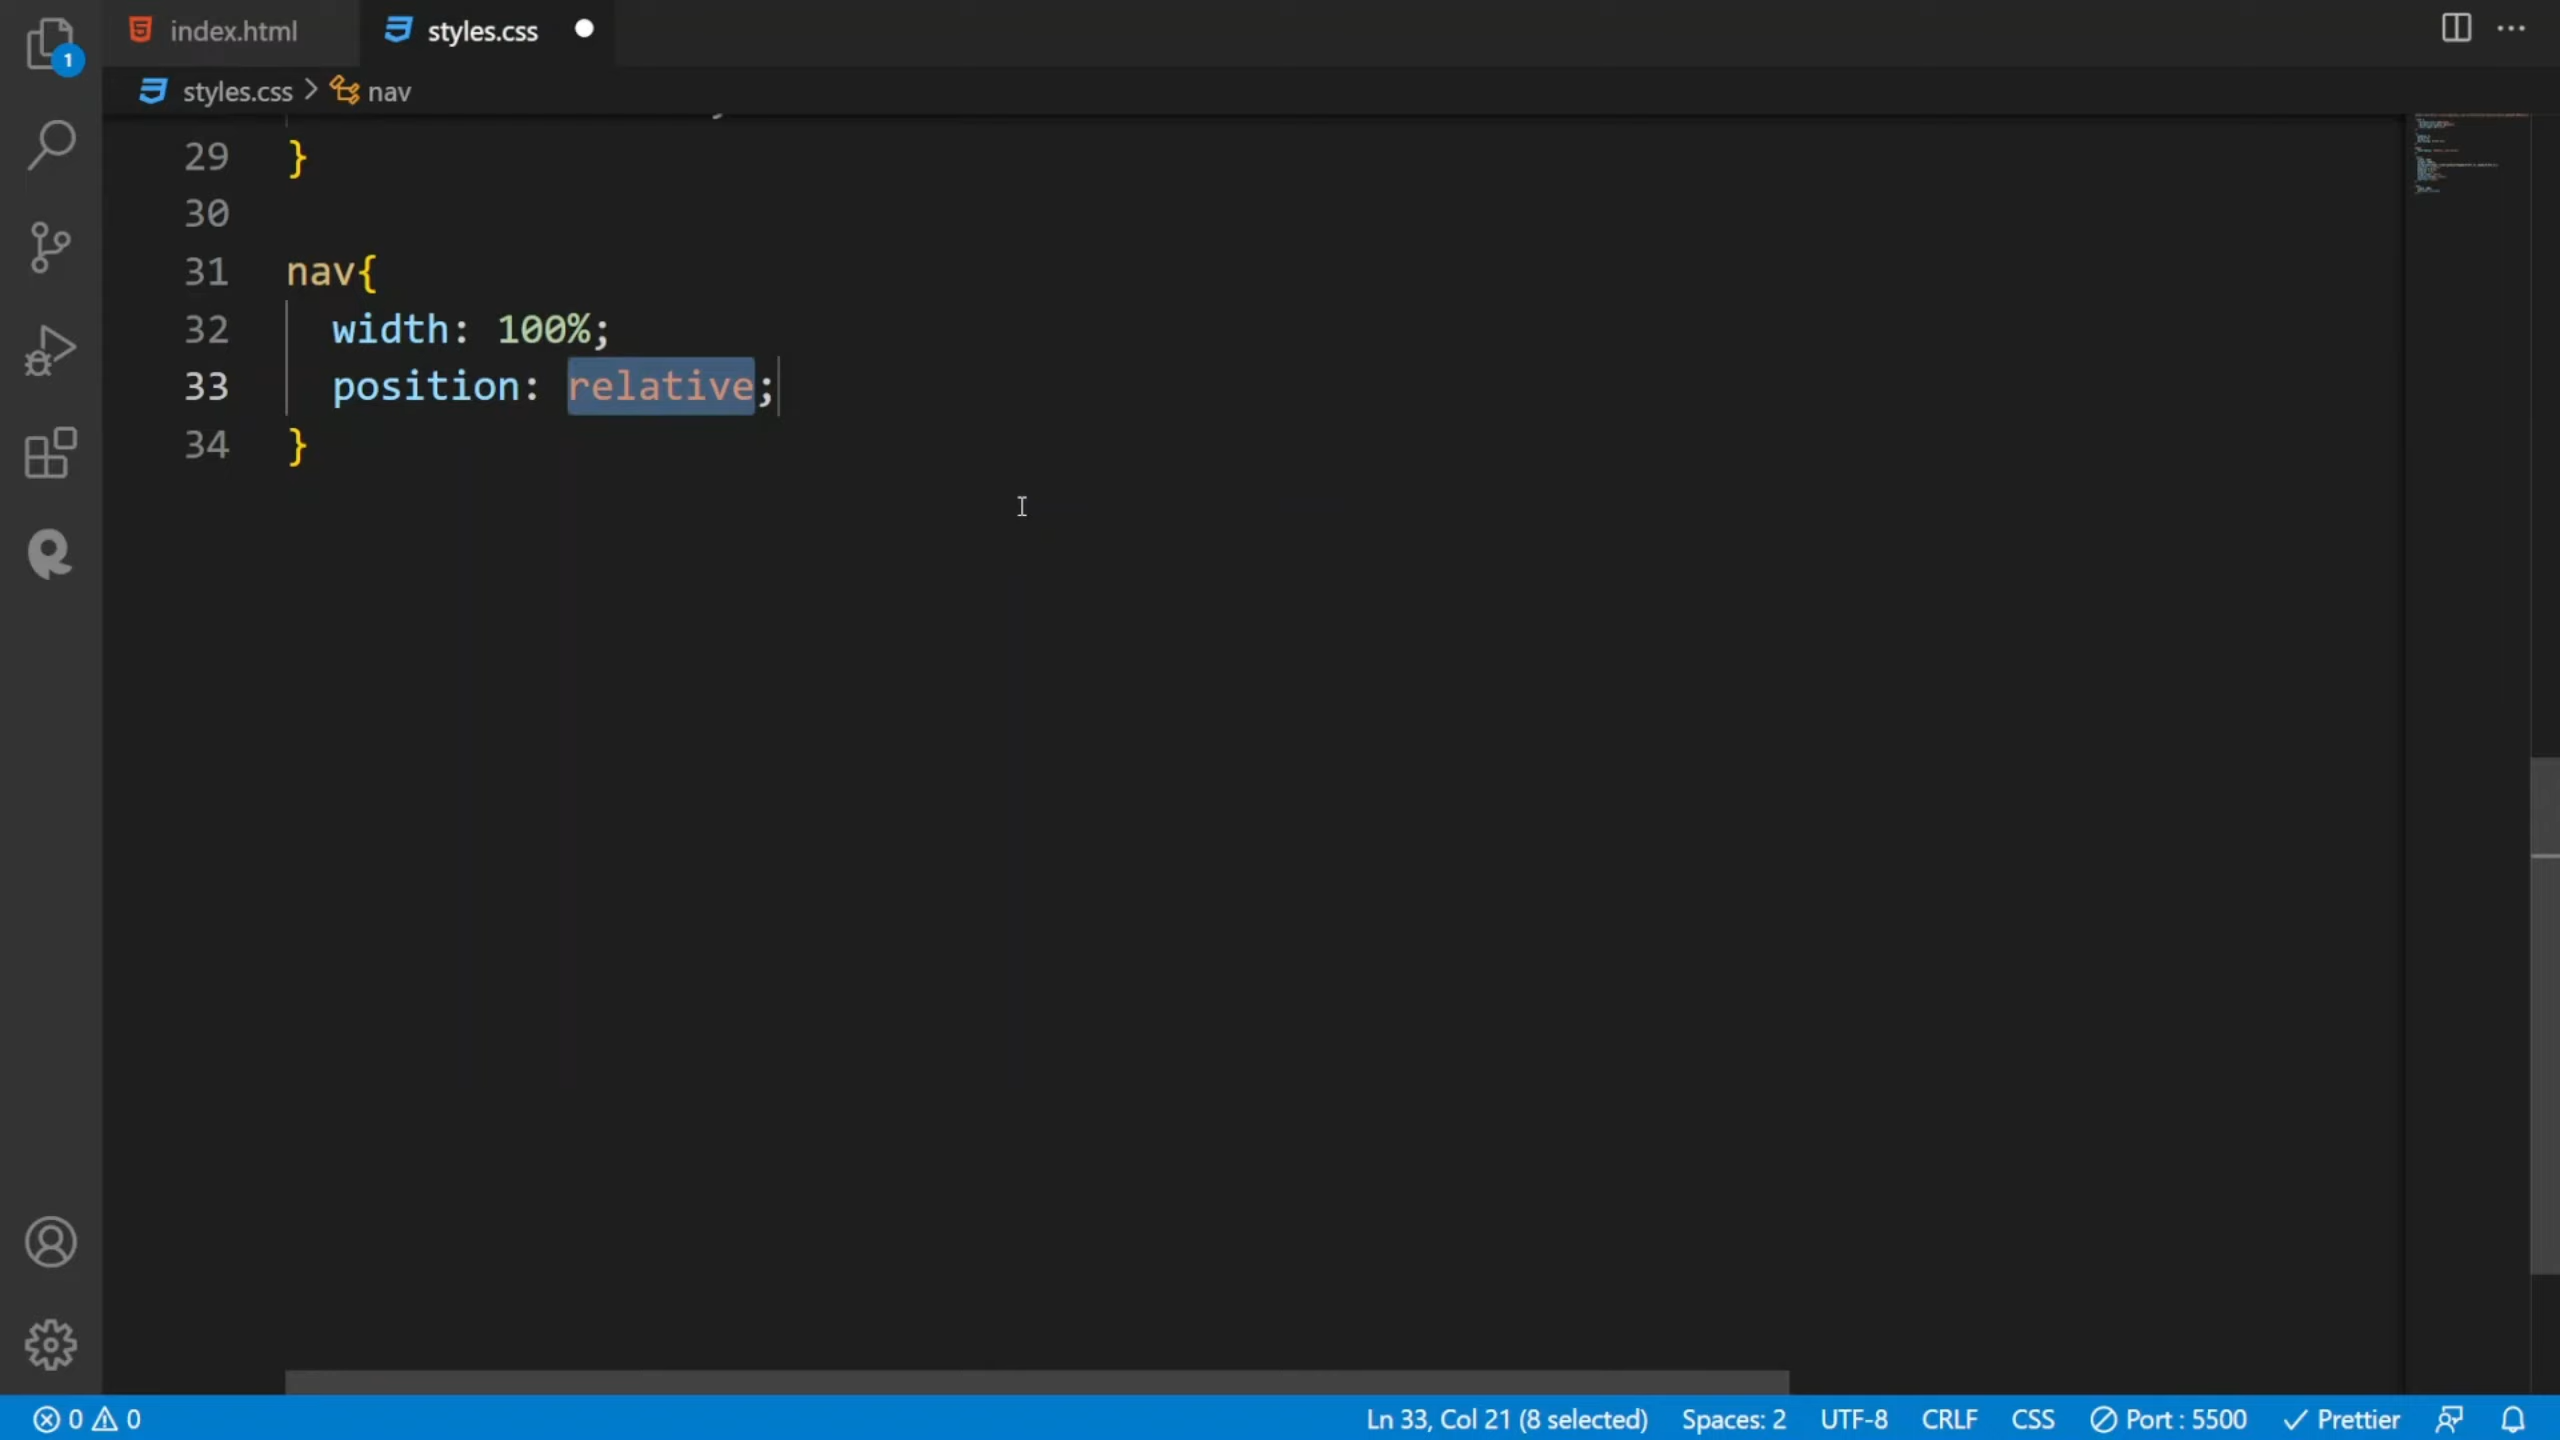 index.html
styles.css
1
styles.css > nav
29 }
30
31 nav{
32 width: 100%;
33 position: relative;
34 }
0 0
Ln 33, Col 21 (8 selected)
Spaces: 2
UTF-8
CRLF
CSS
Port : 5500
Prettier